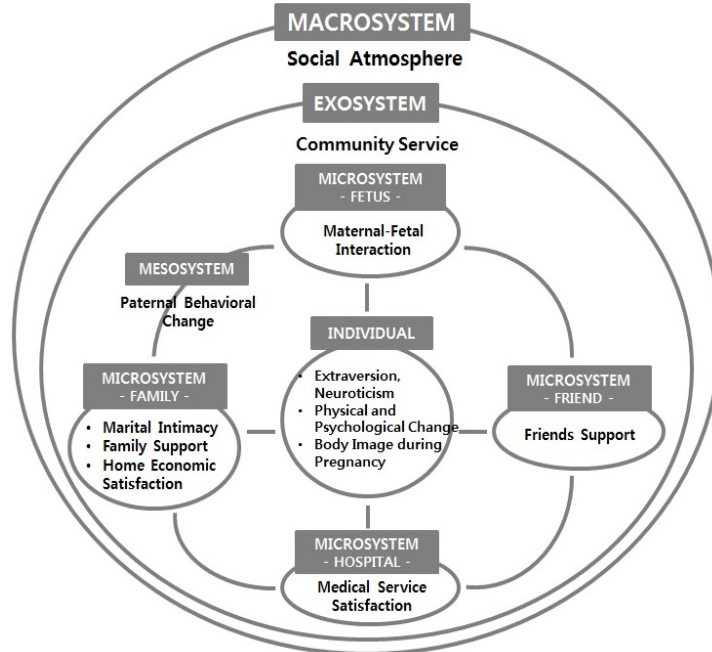 MACROSYSTEM
Social Atmosphere
EXOSYSTEM
Community Service
MICROSYSTEM
- FETUS -
Maternal-Fetal
Interaction
MESOSYSTEM
Paternal Behavioral
Change
INDIVIDUAL
• Extraversion,
Neuroticism
• Physical and
Psychological Change
• Body Image during
Pregnancy
MICROSYSTEM
- FAMILY -
• Marital Intimacy
• Family Support
• Home Economic
Satisfaction
MICROSYSTEM
- FRIEND -
Friends Support
MICROSYSTEM
- HOSPITAL -
Medical Service
Satisfaction